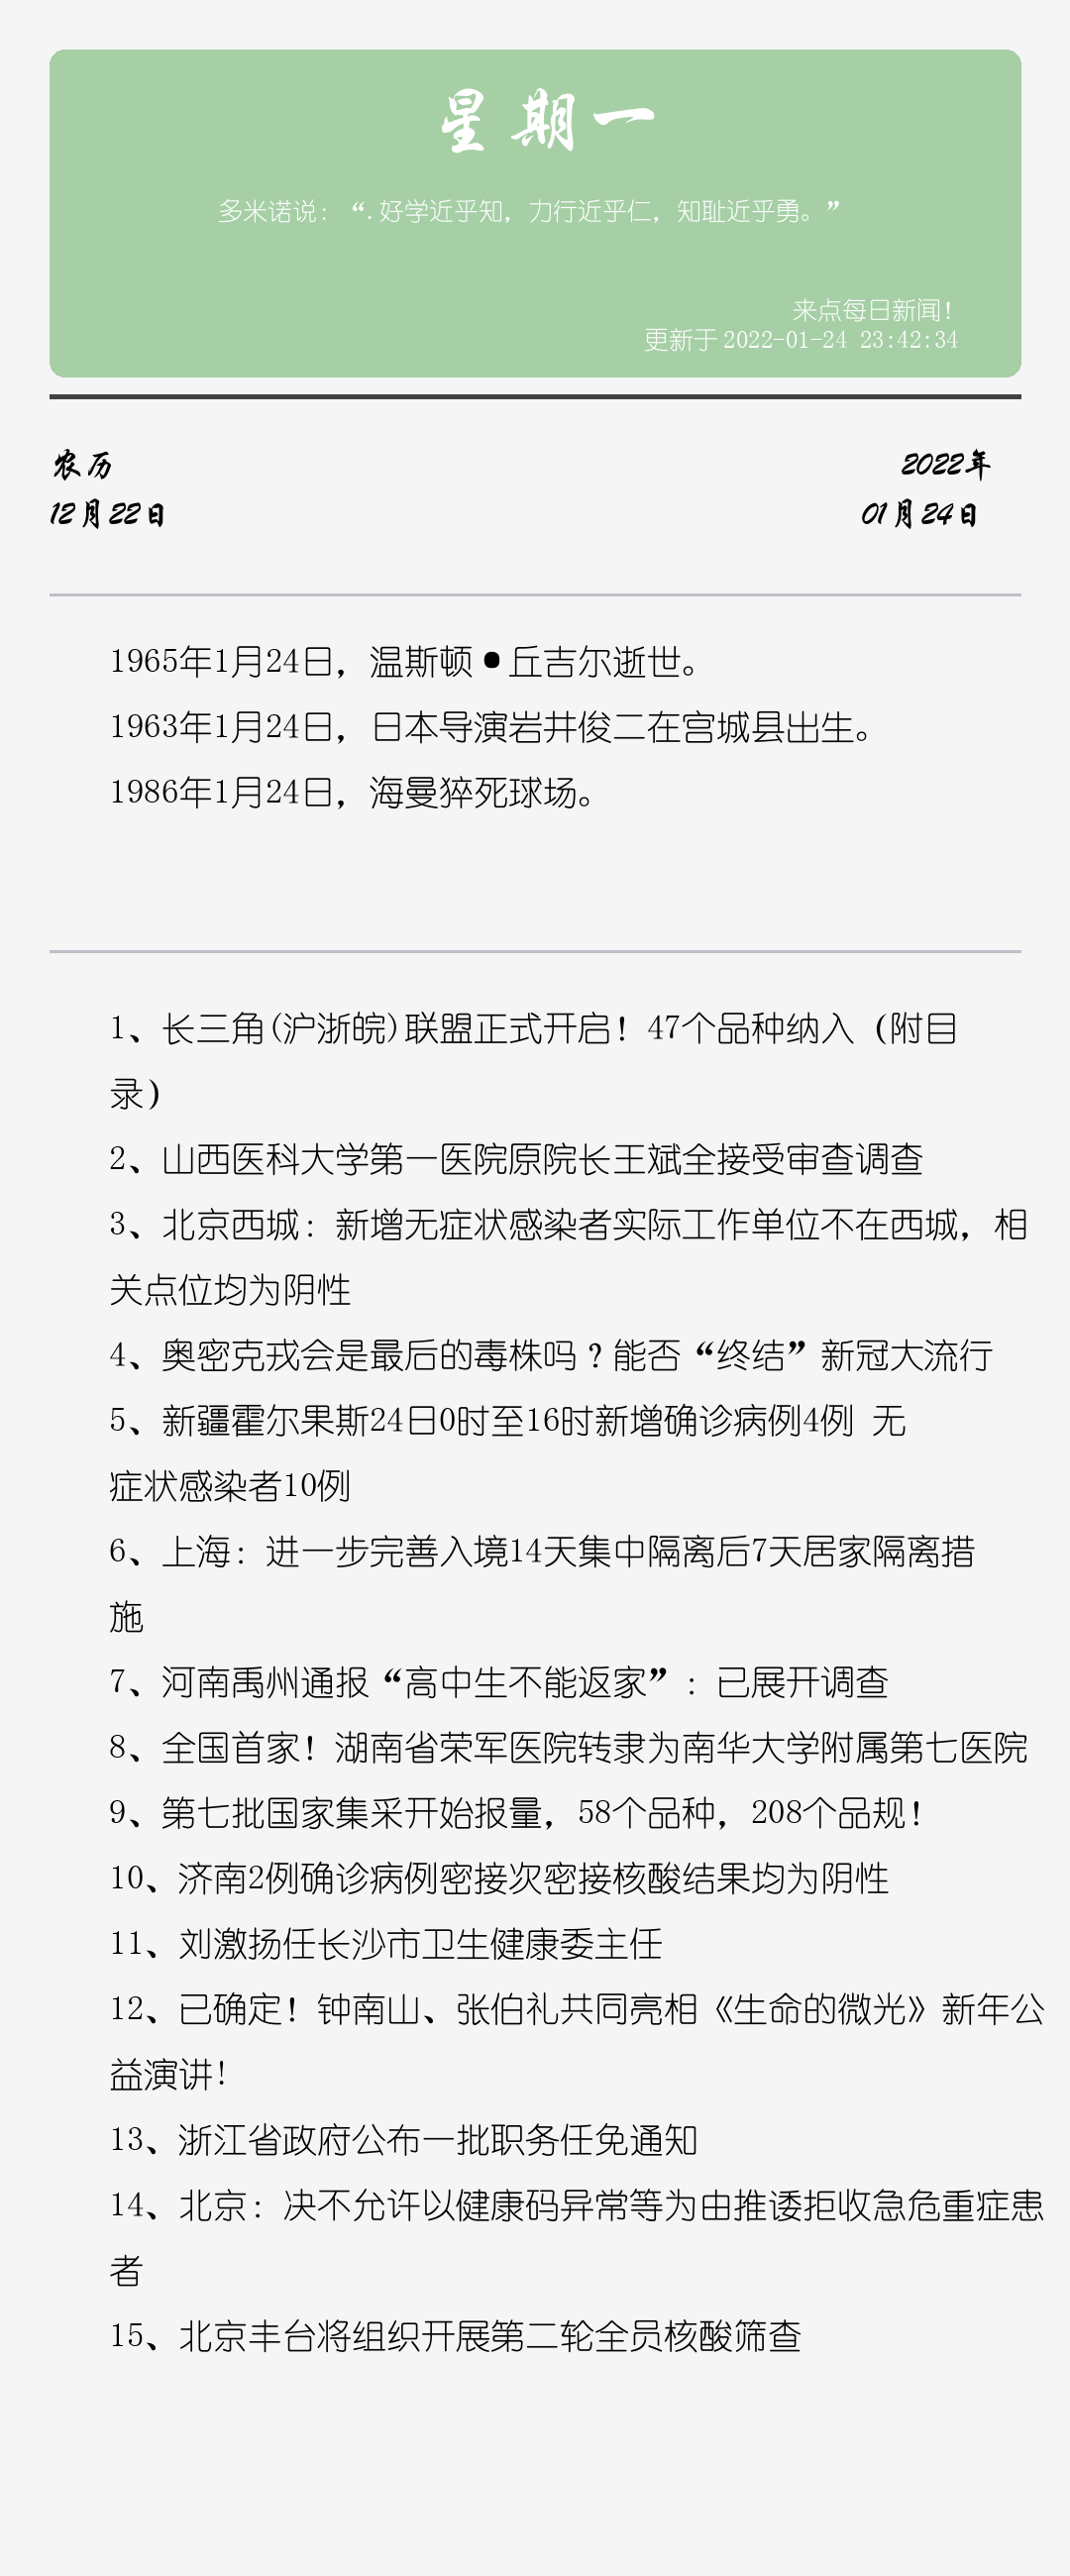 星期一
多米诺说：“.好学近乎知，力行近乎仁，知耻近乎勇。”
来点每日新闻！
更新于2022-01-24 23:42:34
农历
2022年
12月22日
01月24日
1965年1月24日，温斯顿•丘吉尔逝世。
1963年1月24日，日本导演岩井俊二在宫城县出生。
1986年1月24日，海曼猝死球场。
1、长三角(沪浙皖)联盟正式开启！47个品种纳入（附目
录）
2、山西医科大学第一医院原院长王斌全接受审查调查
3、北京西城：新增无症状感染者实际工作单位不在西城，相
关点位均为阴性
4、奥密克戎会是最后的毒株吗？能否“终结”新冠大流行
5、新疆霍尔果斯24日0时至16时新增确诊病例4例 无
症状感染者10例
6、上海：进一步完善入境14天集中隔离后7天居家隔离措
施
7、河南禹州通报“高中生不能返家”：已展开调查
8、全国首家！湖南省荣军医院转隶为南华大学附属第七医院
9、第七批国家集采开始报量，58个品种，208个品规！
10、济南2例确诊病例密接次密接核酸结果均为阴性
11、刘激扬任长沙市卫生健康委主任
12、已确定！钟南山、张伯礼共同亮相《生命的微光》新年公
益演讲！
13、浙江省政府公布一批职务任免通知
14、北京：决不允许以健康码异常等为由推诿拒收急危重症患
者
15、北京丰台将组织开展第二轮全员核酸筛查